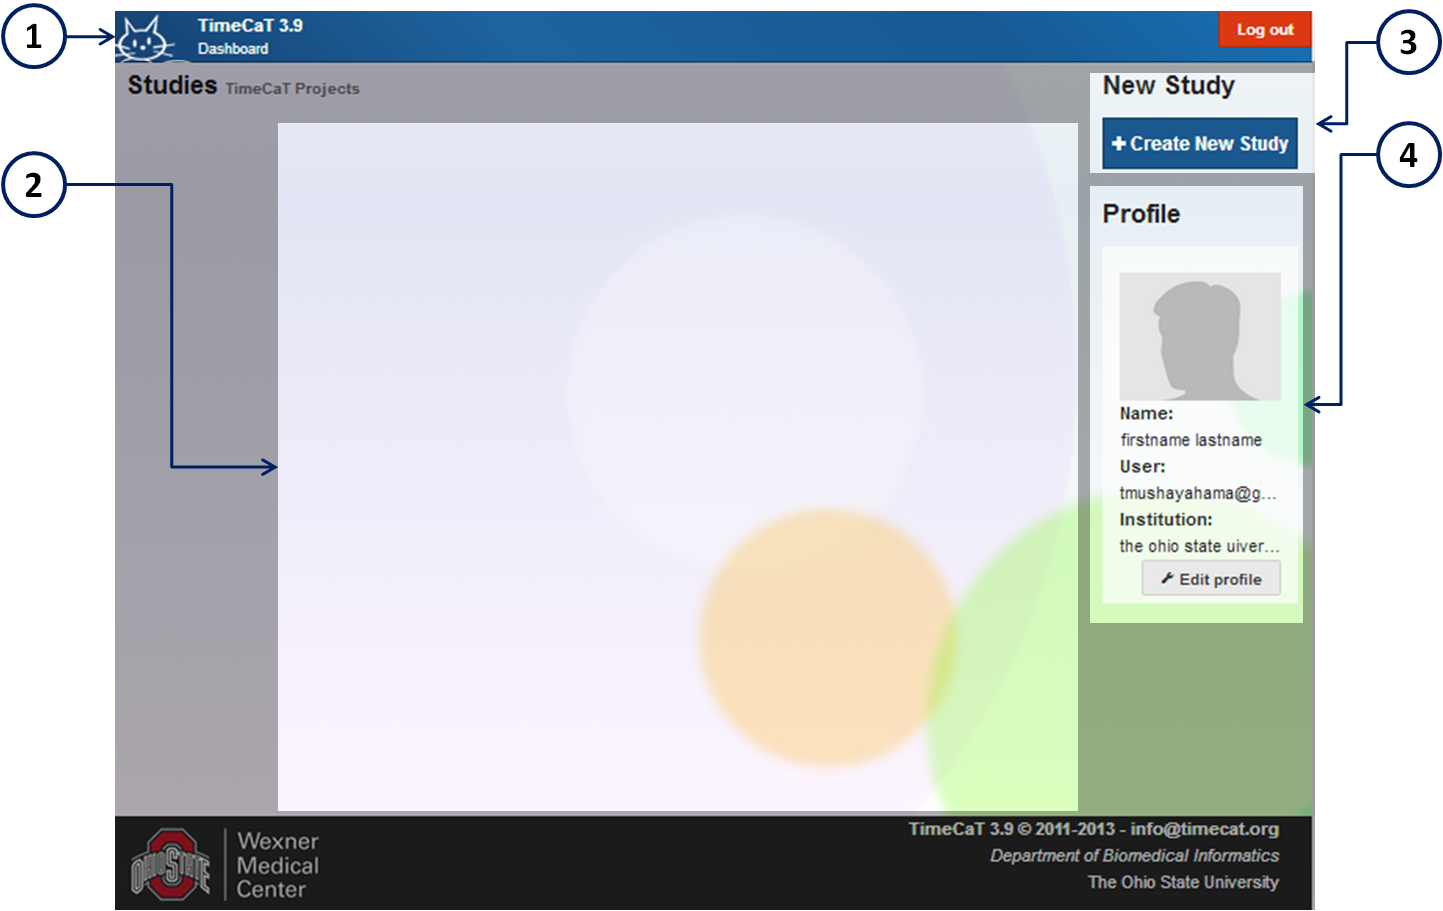 1
TimeCaT 3.9
Dashboard
Log out
3
Studies TimeCaT Projects
New Study
Create New Study
4
2
Profile
Name:
firstname lastname
User:
tmushayahama@g...
Institution:
the ohio state uiver...
Edit profile
OHIO STATE
Wexner
Medical
Center
TimeCaT 3.9 © 2011-2013 - info@timecat.org
Department of Biomedical Informatics
The Ohio State University